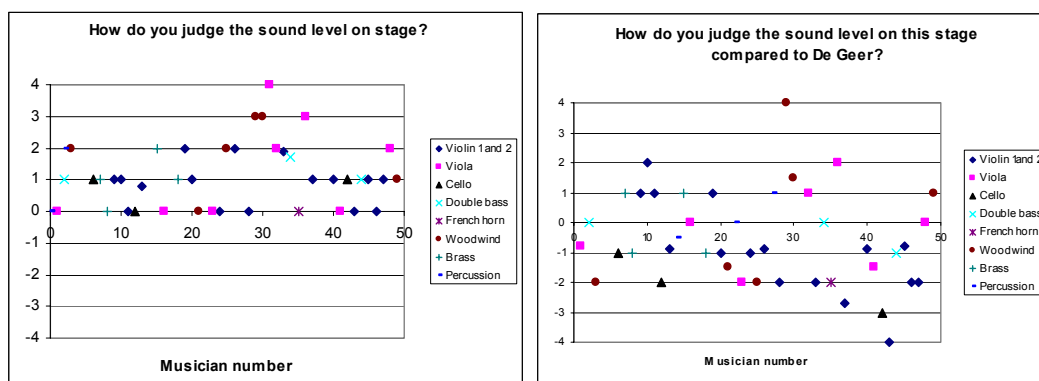 How do you judge the sound level on stage?
4
3
2
1
0
-1
-2
-3
-4
0 10 20 30 40 50
Musician number
Violin 1and 2
Viola
Cello
Double bass
French horn
Woodwind
Brass
Percussion
How do you judge the sound level on this stage
compared to De Geer?
4
3
2
1
0
-1
-2
-3
-4
0 10 20 30 40 50
Musician number
Violin 1and 2
Viola
Cello
Double bass
French horn
Woodwind
Brass
Percussion